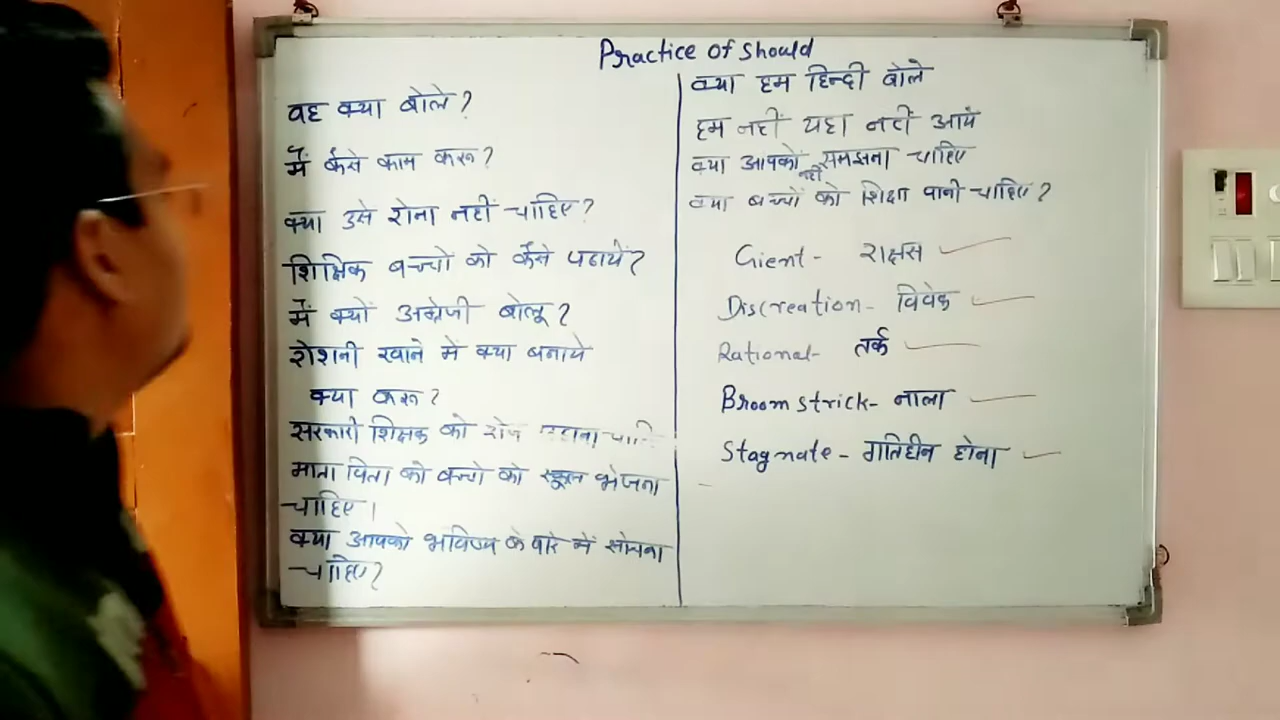 Practice of Should
वह क्या बोले?
में कैसे काम करू?
क्या उसे रोना नहीं चाहिए?
शिक्षिक बच्चों को कैसे पढायें?
में क्यों अंग्रेजी बोलू?
रोशनी खाने में क्या बनाये
क्या करू?
सरकारी शिक्षक को रोज
माता पिता को बच्चो को स्कूल भेजना
चाहिए।
क्या आपको भविष्य के बारे में सोचना
चाहिए?
क्या हम हिन्दी बोले
हम नहीं यहा नहीं आये
क्या आपको नहीं समझना चाहिए
क्या बच्चों को शिक्षा पानी चाहिए?
Gient- राक्षस
Discreation- विवेक
Rational- तर्क
Broom strick- नाला
Stagnate- गतिहीन होना